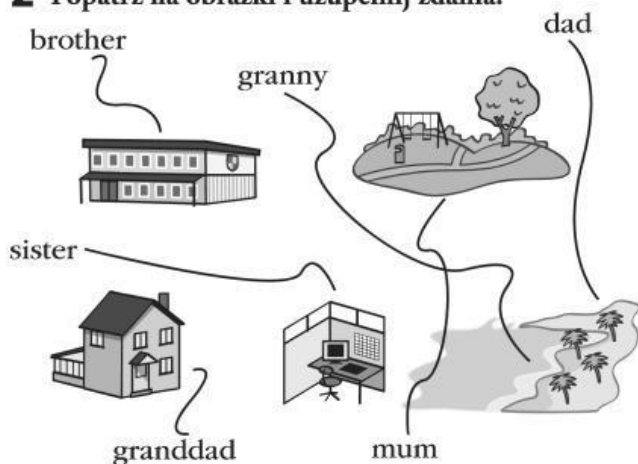 2 Popatrz na obrazki i uzupełnij zdania.
brother
dad
granny
sister
granddad
mum